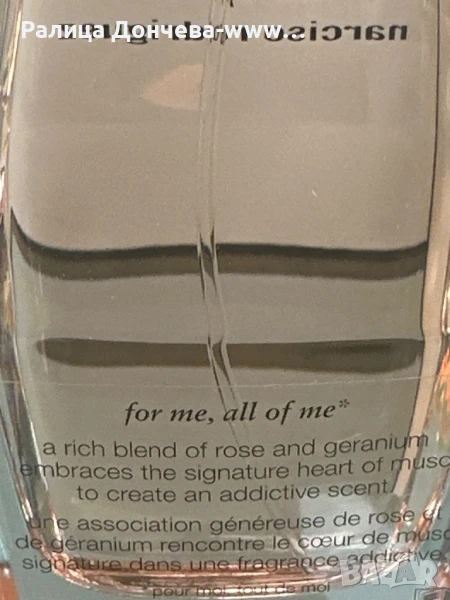 Ралица Дончева-www...
narciso rodriguez
for me, all of me*
a rich blend of rose and geranium
embraces the signature heart of musc
to create an addictive scent.
une association généreuse de rose et
de géranium rencontre le cœur de musc
signature dans une fragrance addictive.
*pour moi, tout de moi
BAZAR